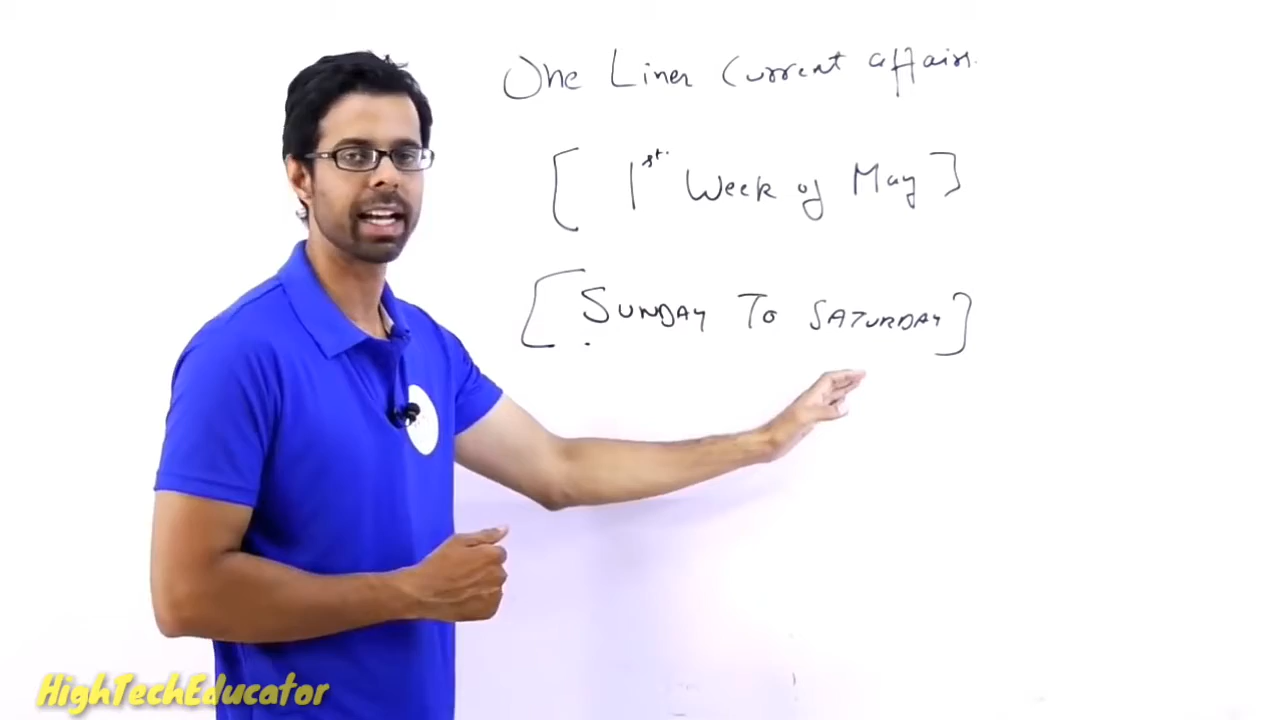 One Liner Current affairs.
[ 1st. Week of May ]
[ SUNDAY To SATURDAY ]
HighTechEducator